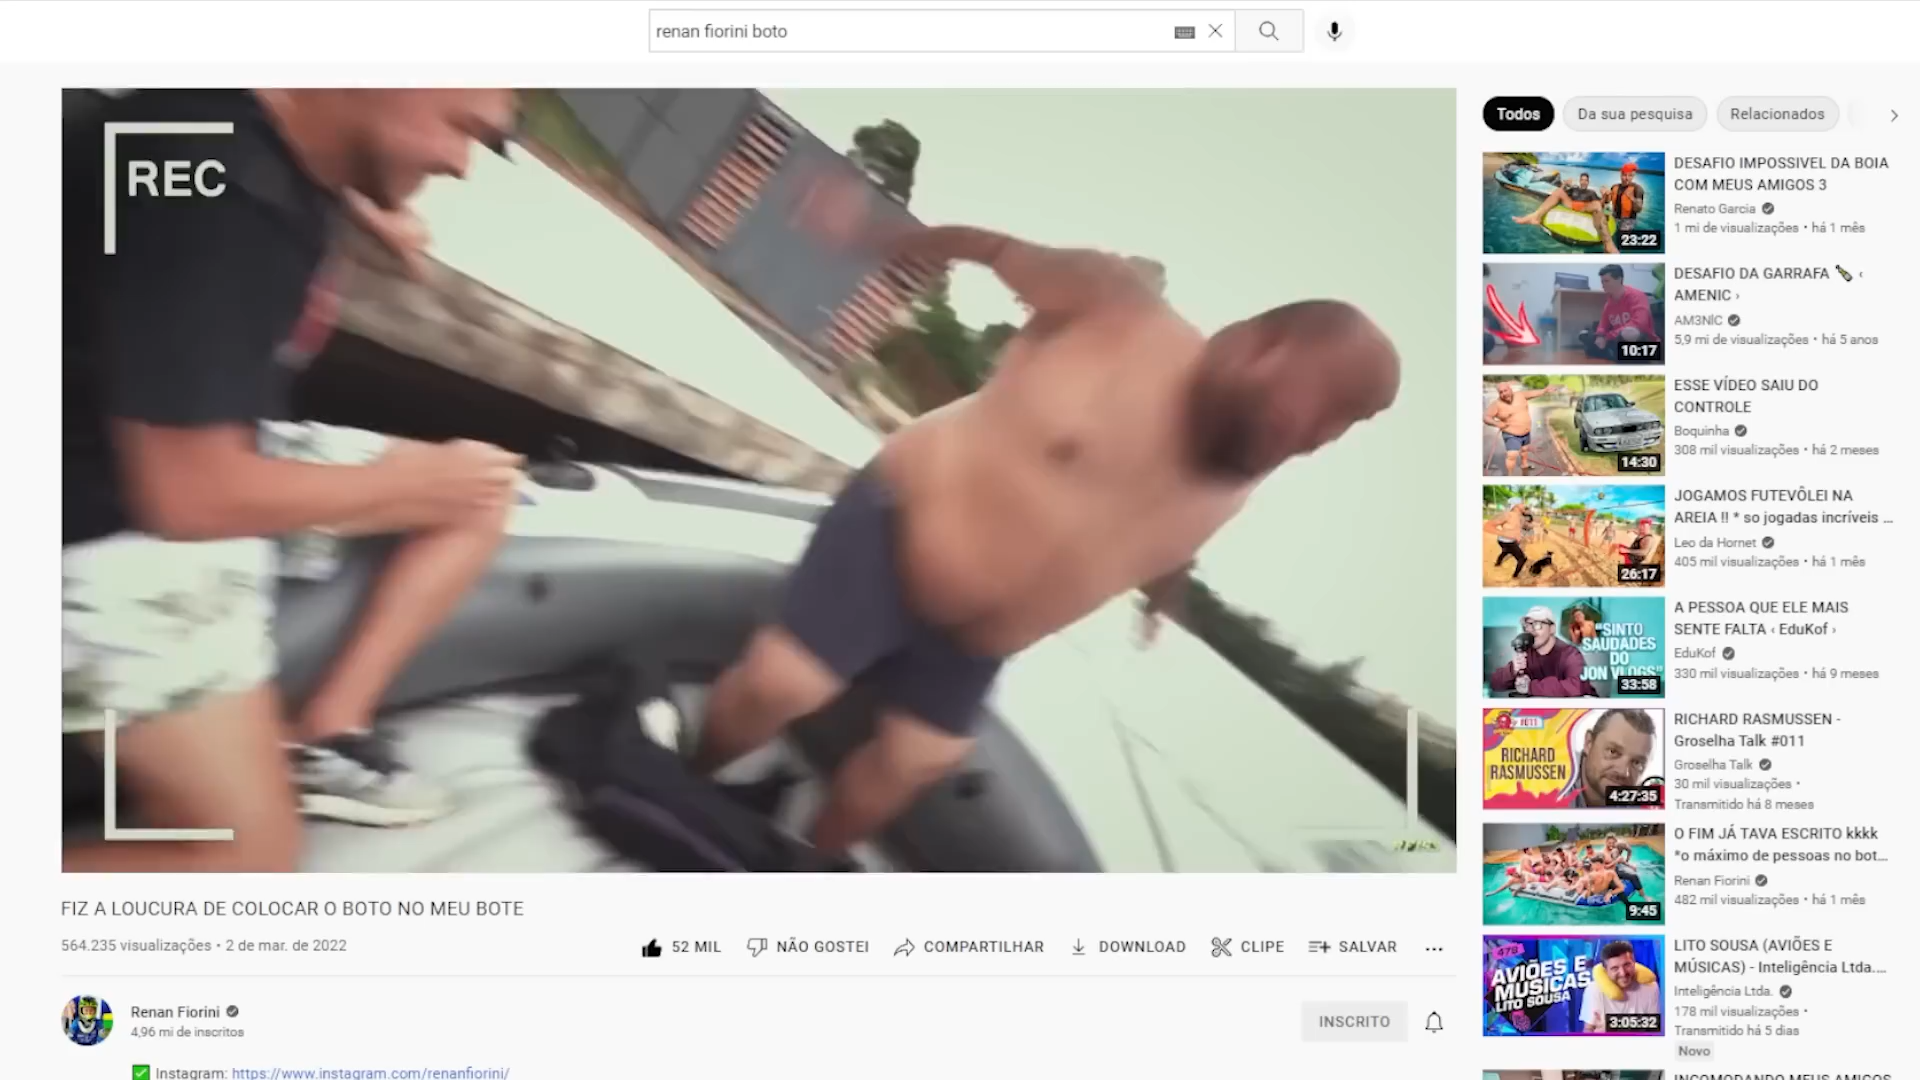 renan fiorini boto
REC
FIZ A LOUCURA DE COLOCAR O BOTO NO MEU BOTE
564.235 visualizações • 2 de mar. de 2022
52 MIL
NÃO GOSTEI
COMPARTILHAR
DOWNLOAD
CLIPE
SALVAR
Renan Fiorini
4,96 mi de inscritos
INSCRITO
Instagram: https://www.instagram.com/renanfiorini/
Todos
Da sua pesquisa
Relacionados
23:22
DESAFIO IMPOSSIVEL DA BOIA
COM MEUS AMIGOS 3
Renato Garcia
1 mi de visualizações • há 1 mês
10:17
DESAFIO DA GARRAFA 🍾 ‹
AMENIC ›
AM3NIC
5,9 mi de visualizações • há 5 anos
14:30
ESSE VÍDEO SAIU DO
CONTROLE
Boquinha
308 mil visualizações • há 2 meses
26:17
JOGAMOS FUTEVÔLEI NA
AREIA !! * so jogadas incríveis ...
Leo da Hornet
405 mil visualizações • há 1 mês
"SINTO
SAUDADES
DO
JON VLOGS"
33:58
A PESSOA QUE ELE MAIS
SENTE FALTA ‹ EduKof ›
EduKof
330 mil visualizações • há 9 meses
#011
RICHARD
RASMUSSEN
4:27:35
RICHARD RASMUSSEN -
Groselha Talk #011
Groselha Talk
30 mil visualizações •
Transmitido há 8 meses
9:45
O FIM JÁ TAVA ESCRITO kkkk
*o máximo de pessoas no bot...
Renan Fiorini
482 mil visualizações • há 1 mês
478
AVIÕES E
MÚSICAS
LITO SOUSA
3:05:32
LITO SOUSA (AVIÕES E
MÚSICAS) - Inteligência Ltda....
Inteligência Ltda.
178 mil visualizações •
Transmitido há 5 dias
Novo
INCOMODANDO MEUS AMIGOS